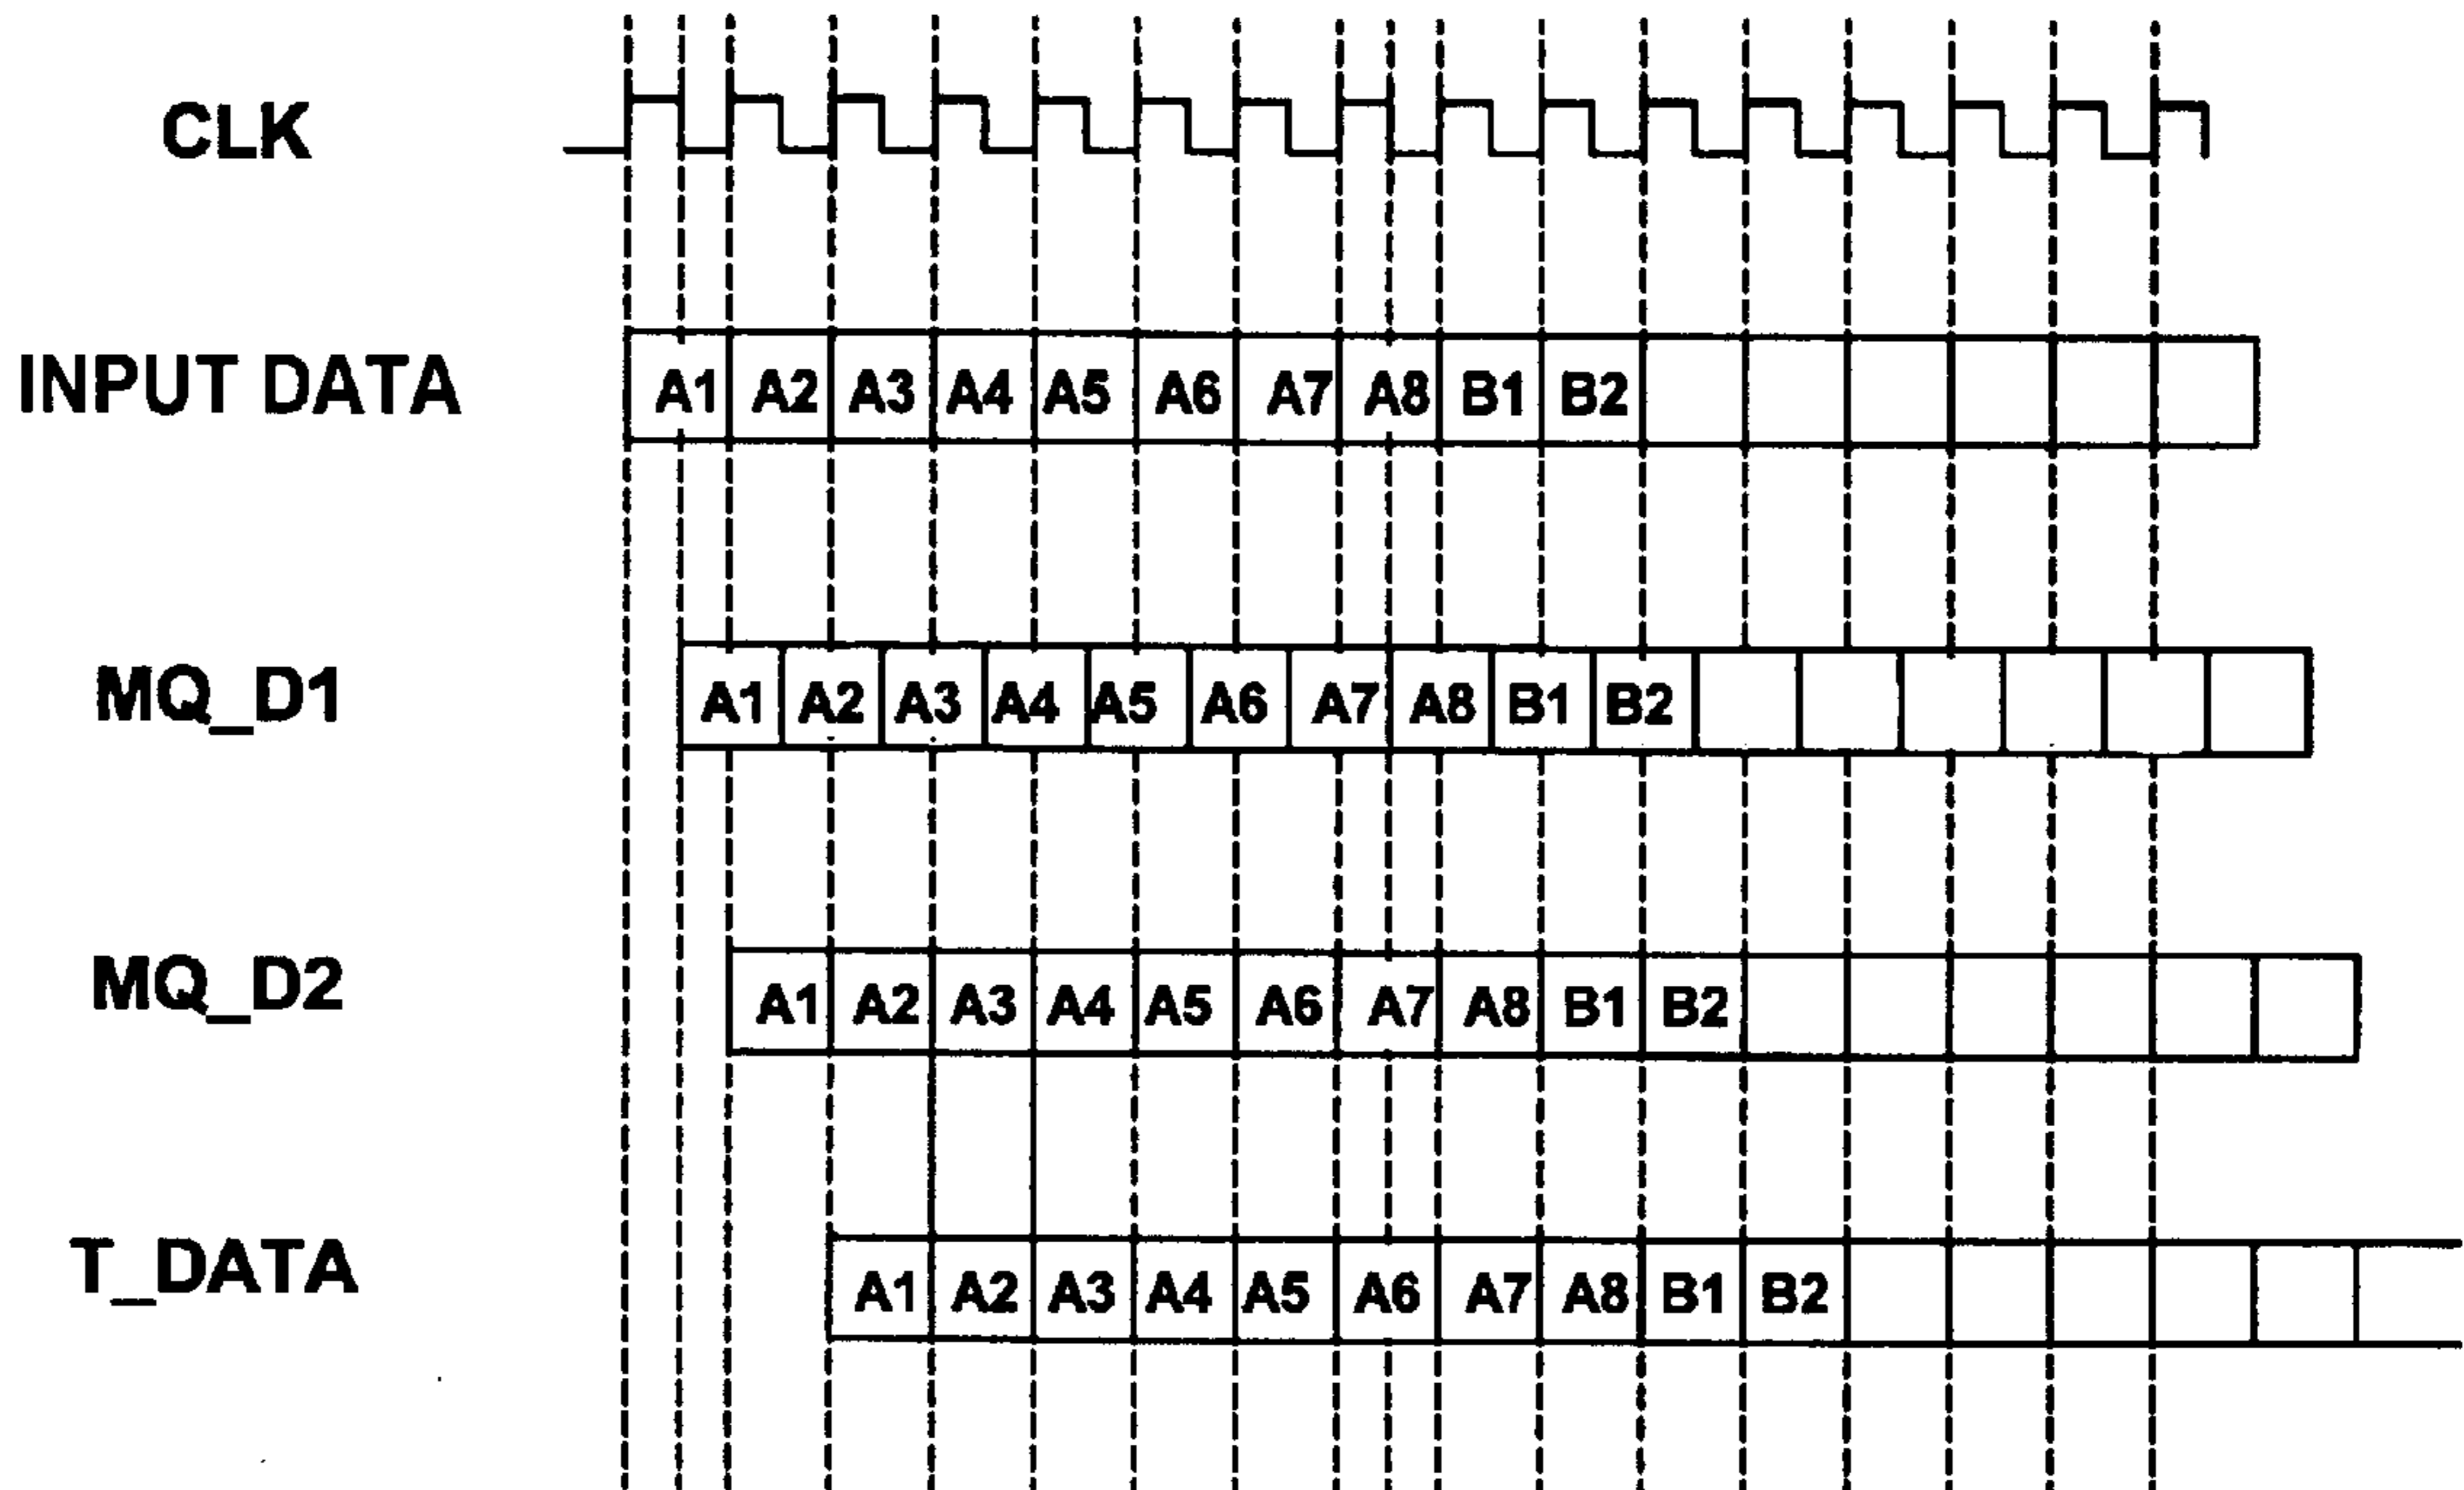 CLK
INPUT DATA A1 A2 A3 A4 A5 A6 A7 A8 B1 B2
MQ_D1 A1 A2 A3 A4 A5 A6 A7 A8 B1 B2
MQ_D2 A1 A2 A3 A4 A5 A6 A7 A8 B1 B2
T_DATA A1 A2 A3 A4 A5 A6 A7 A8 B1 B2